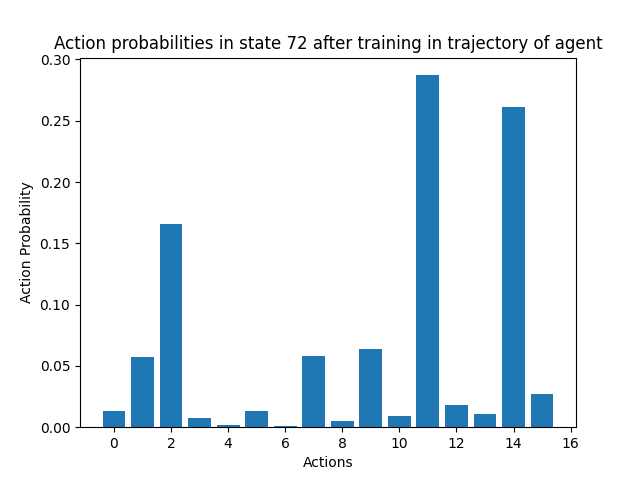 Action probabilities in state 72 after training in trajectory of agent
0.30
0.25
0.20
0.15
0.10
0.05
0.00
Action Probability
0 2 4 6 8 10 12 14 16
Actions